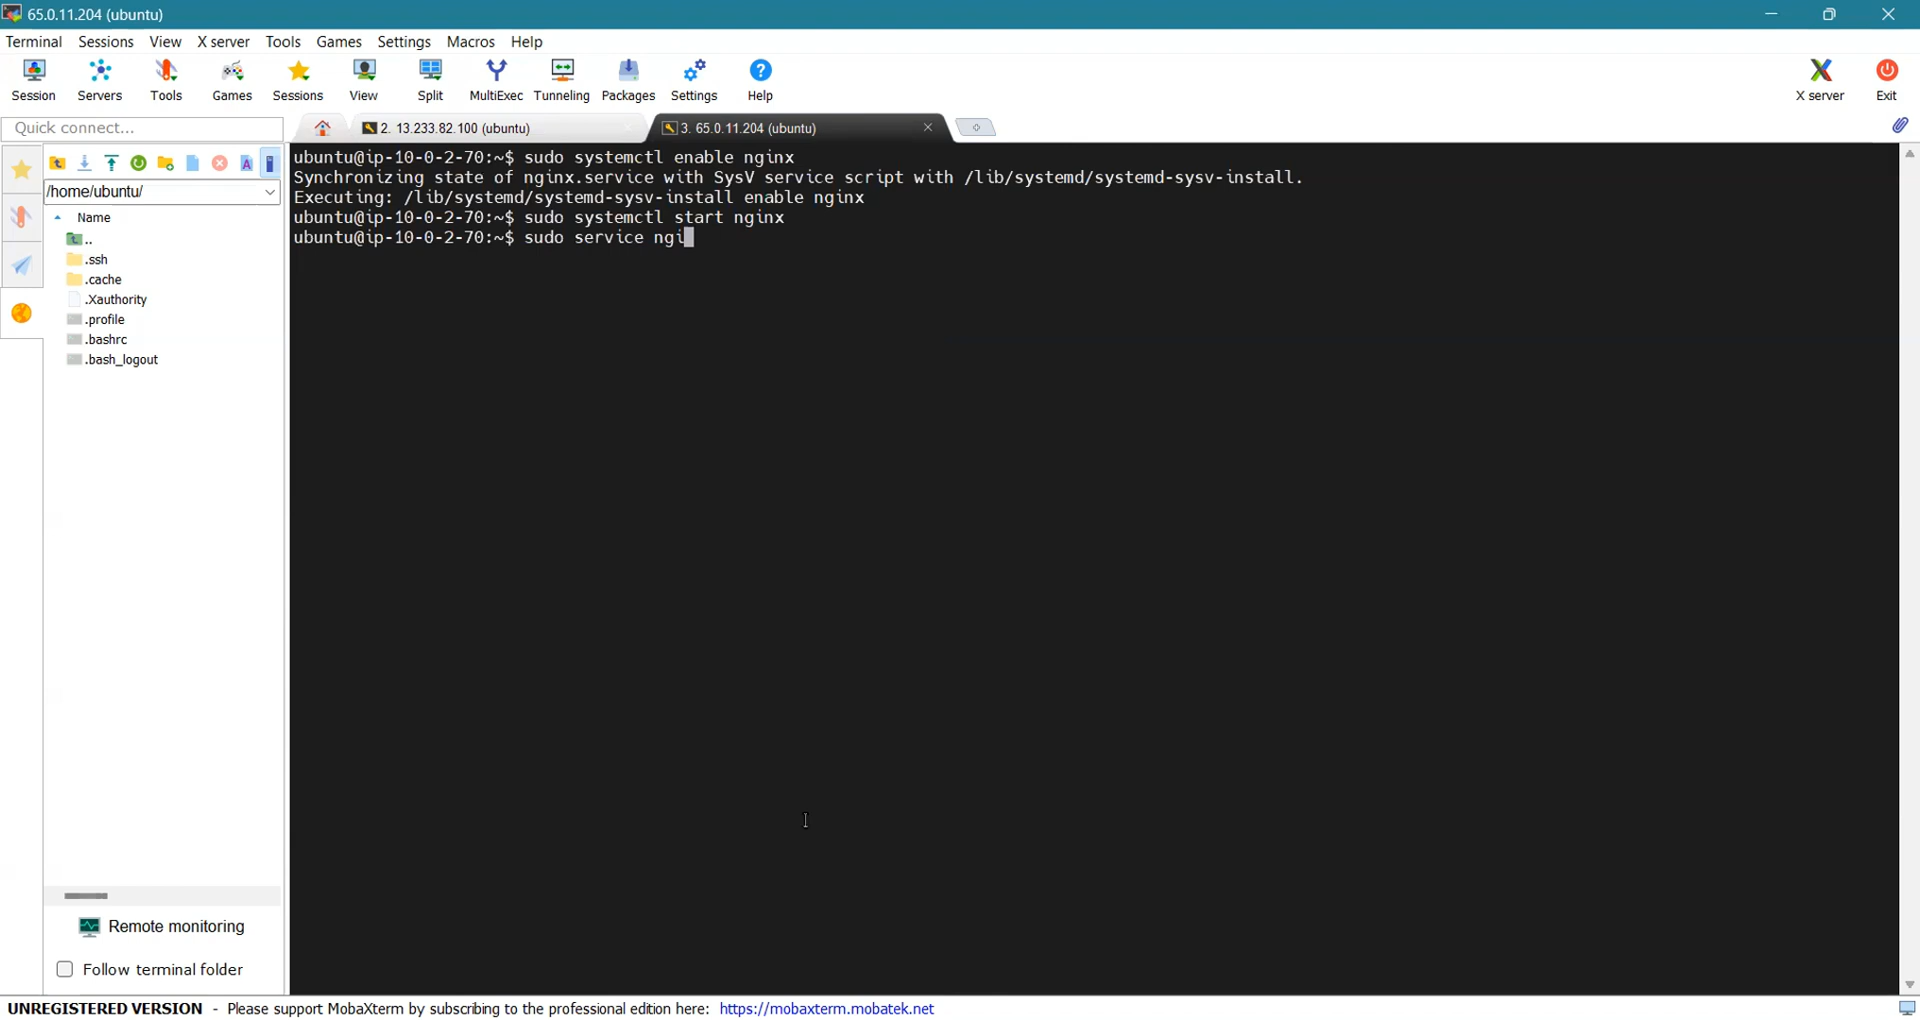 65.0.11.204 (ubuntu)
Terminal Sessions View X server Tools Games Settings Macros Help
Session Servers Tools Games Sessions View Split MultiExec Tunneling Packages Settings Help X server Exit
Quick connect...
2. 13.233.82.100 (ubuntu)
3. 65.0.11.204 (ubuntu)
/home/ubuntu/
Name
..
.ssh
.cache
.Xauthority
.profile
.bashrc
.bash_logout
Remote monitoring
Follow terminal folder
ubuntu@ip-10-0-2-70:~$ sudo systemctl enable nginx
Synchronizing state of nginx.service with SysV service script with /lib/systemd/systemd-sysv-install.
Executing: /lib/systemd/systemd-sysv-install enable nginx
ubuntu@ip-10-0-2-70:~$ sudo systemctl start nginx
ubuntu@ip-10-0-2-70:~$ sudo service ngi
UNREGISTERED VERSION - Please support MobaXterm by subscribing to the professional edition here: https://mobaxterm.mobatek.net